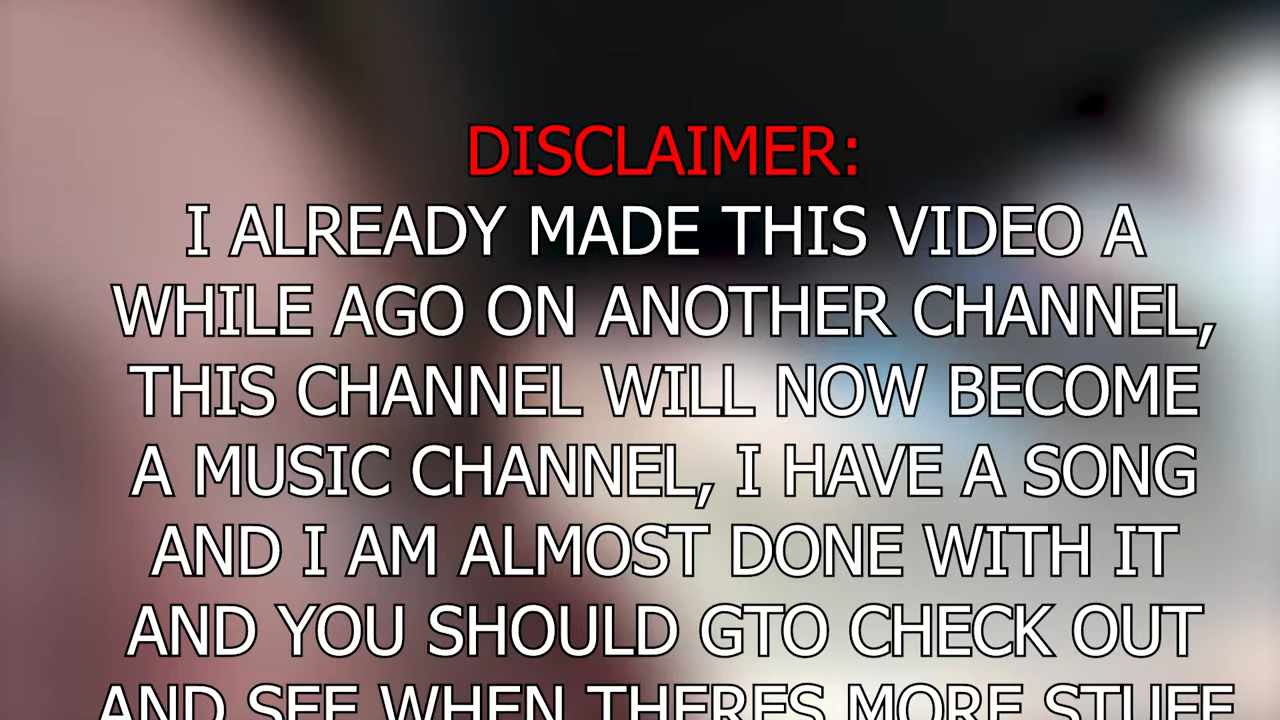 DISCLAIMER:
I ALREADY MADE THIS VIDEO A
WHILE AGO ON ANOTHER CHANNEL,
THIS CHANNEL WILL NOW BECOME
A MUSIC CHANNEL, I HAVE A SONG
AND I AM ALMOST DONE WITH IT
AND YOU SHOULD GTO CHECK OUT
AND SEE WHEN THERES MORE STUFF